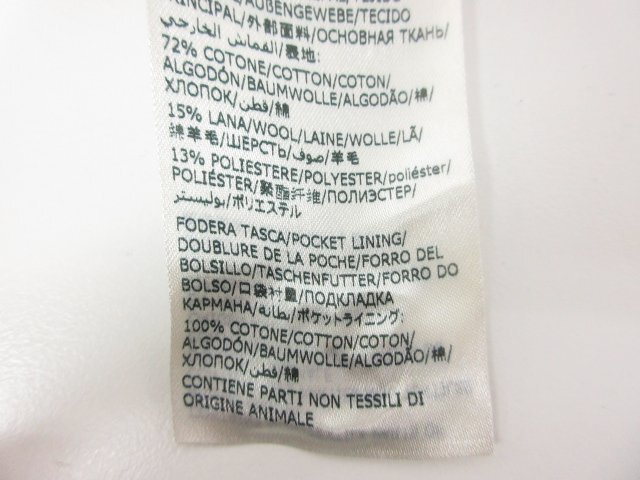 PRINCIPAL/AUßENGEWEBE/TECIDO
PRINCIPAL/外部面料/ОСНОВНАЯ ТКАНЬ/
القماش الخارجي/表地:
72% COTONE/COTTON/COTON/
ALGODÓN/BAUMWOLLE/ALGODÃO/棉/
ХЛОПОК/قطن/綿
15% LANA/WOOL/LAINE/WOLLE/LÃ/
绵羊毛/ШЕРСТЬ/صوف/羊毛
13% POLIESTERE/POLYESTER/poliéster/
POLIÉSTER/聚酯纤维/ПОЛИЭСТЕР/
بوليستر/ポリエステル
FODERA TASCA/POCKET LINING/
DOUBLURE DE LA POCHE/FORRO DEL
BOLSILLO/TASCHENFUTTER/FORRO DO
BOLSO/口袋衬里/ПОДКЛАДКА
КАРМАНА/بطانه/ポケットライニング:
100% COTONE/COTTON/COTON/
ALGODÓN/BAUMWOLLE/ALGODÃO/棉/
ХЛОПОК/قطن/綿
CONTIENE PARTI NON TESSILI DI
ORIGINE ANIMALE